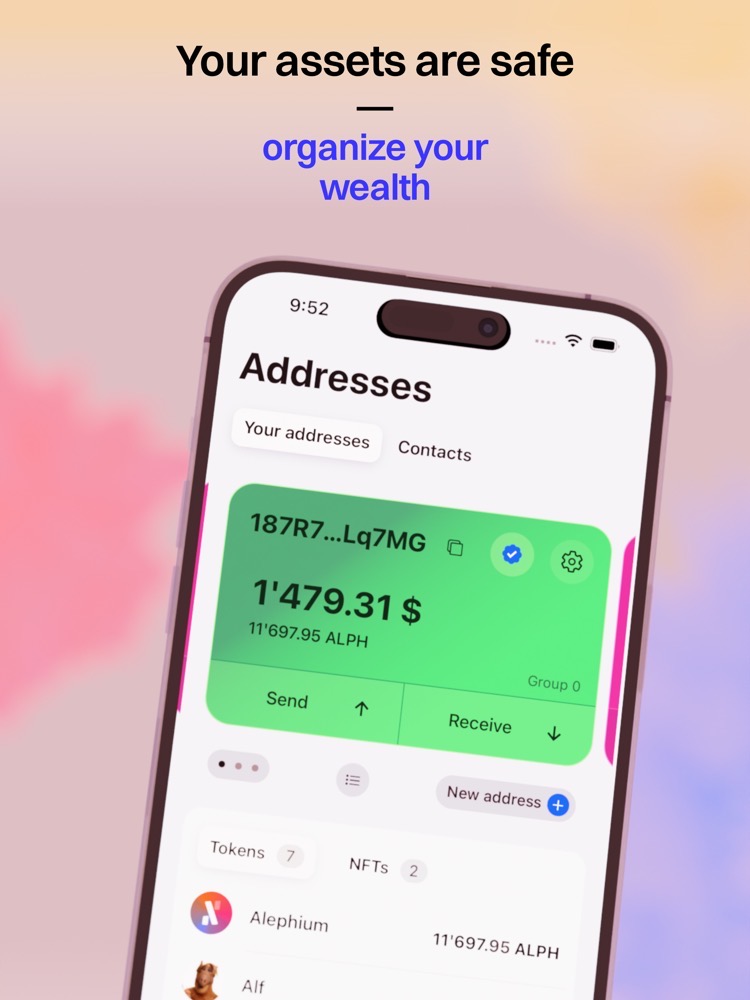 Your assets are safe
organize your
wealth
9:52
Addresses
Your addresses
Contacts
187R7...Lq7MG
1'479.31 $
11'697.95 ALPH
Group 0
Send
Receive
New address
Tokens 7
NFTs 2
Alephium
11'697.95 ALPH
Alf